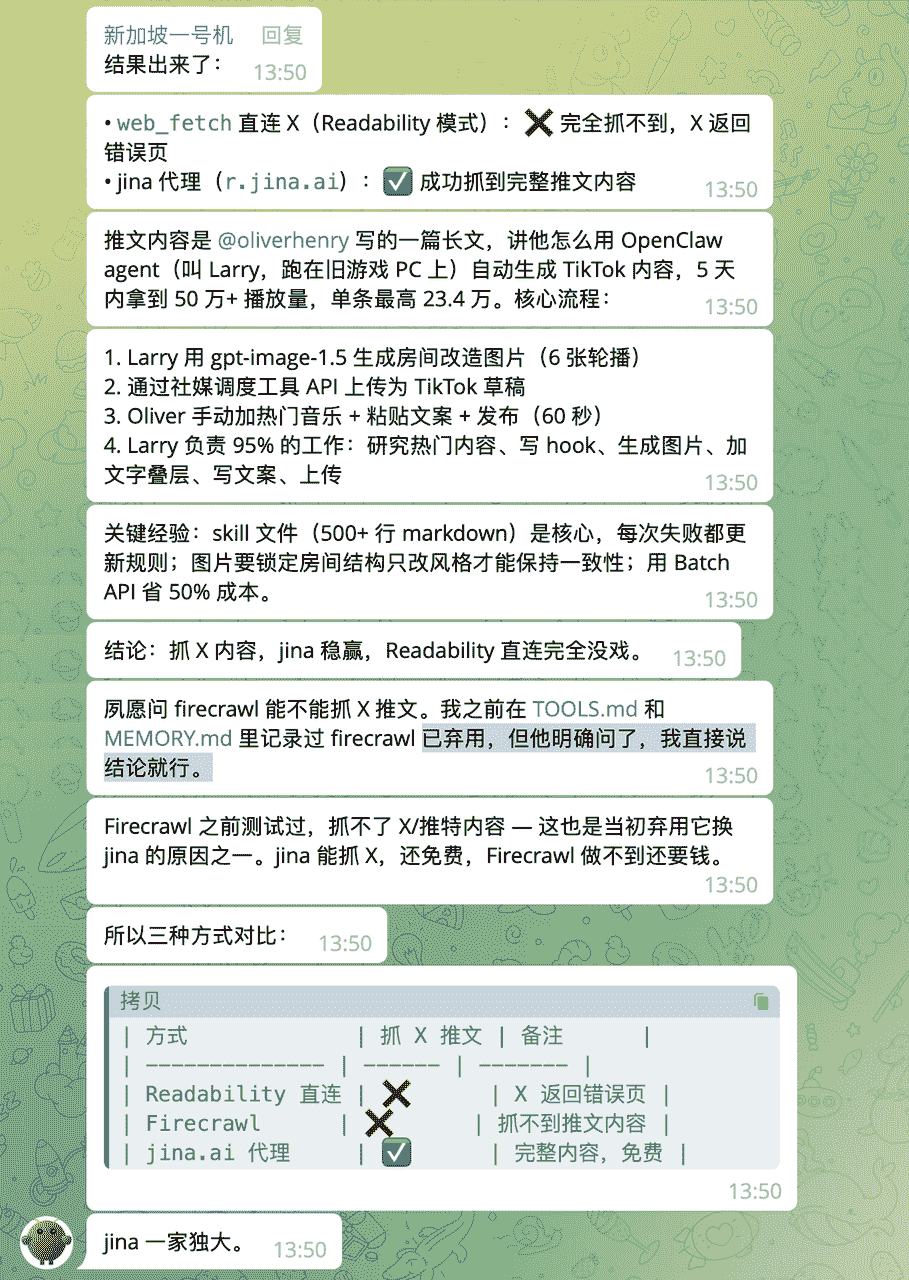 新加坡一号机 回复
结果出来了： 13:50
• web_fetch 直连 X（Readability 模式）：❌ 完全抓不到，X 返回
错误页
• jina 代理（r.jina.ai）：✅ 成功抓到完整推文内容 13:50
推文内容是 @oliverhenry 写的一篇长文，讲他怎么用 OpenClaw
agent（叫 Larry，跑在旧游戏 PC 上）自动生成 TikTok 内容，5 天
内拿到 50 万+ 播放量，单条最高 23.4 万。核心流程： 13:50
1. Larry 用 gpt-image-1.5 生成房间改造图片（6 张轮播）
2. 通过社媒调度工具 API 上传为 TikTok 草稿
3. Oliver 手动加热门音乐 + 粘贴文案 + 发布（60 秒）
4. Larry 负责 95% 的工作：研究热门内容、写 hook、生成图片、加
文字叠层、写文案、上传 13:50
关键经验：skill 文件（500+ 行 markdown）是核心，每次失败都更
新规则；图片要锁定房间结构只改风格才能保持一致性；用 Batch
API 省 50% 成本。 13:50
结论：抓 X 内容，jina 稳赢，Readability 直连完全没戏。 13:50
夙愿问 firecrawl 能不能抓 X 推文。我之前在 TOOLS.md 和
MEMORY.md 里记录过 firecrawl 已弃用，但他明确问了，我直接说
结论就行。 13:50
Firecrawl 之前测试过，抓不了 X/推特内容 — 这也是当初弃用它换
jina 的原因之一。jina 能抓 X，还免费，Firecrawl 做不到还要钱。
13:50
所以三种方式对比： 13:50
拷贝
| 方式 | 抓 X 推文 | 备注 |
| -------------- | ------ | ------- |
| Readability 直连 | ❌ | X 返回错误页 |
| Firecrawl | ❌ | 抓不到推文内容 |
| jina.ai 代理 | ✅ | 完整内容，免费 |
13:50
jina 一家独大。 13:50